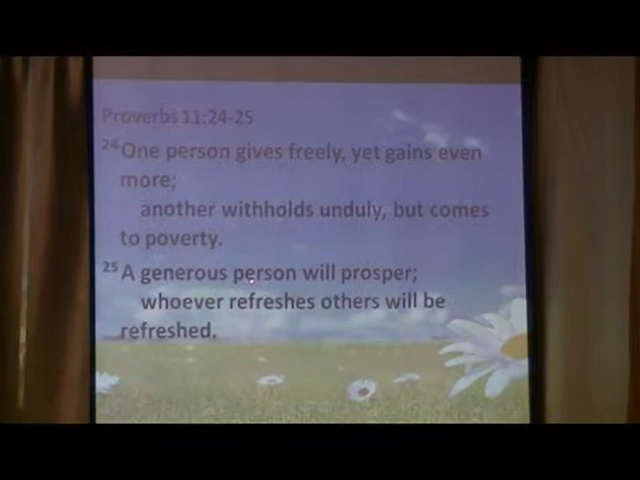 Proverbs 11:24-25
24 One person gives freely, yet gains even
more;
another withholds unduly, but comes
to poverty.
25 A generous person will prosper;
whoever refreshes others will be
refreshed.